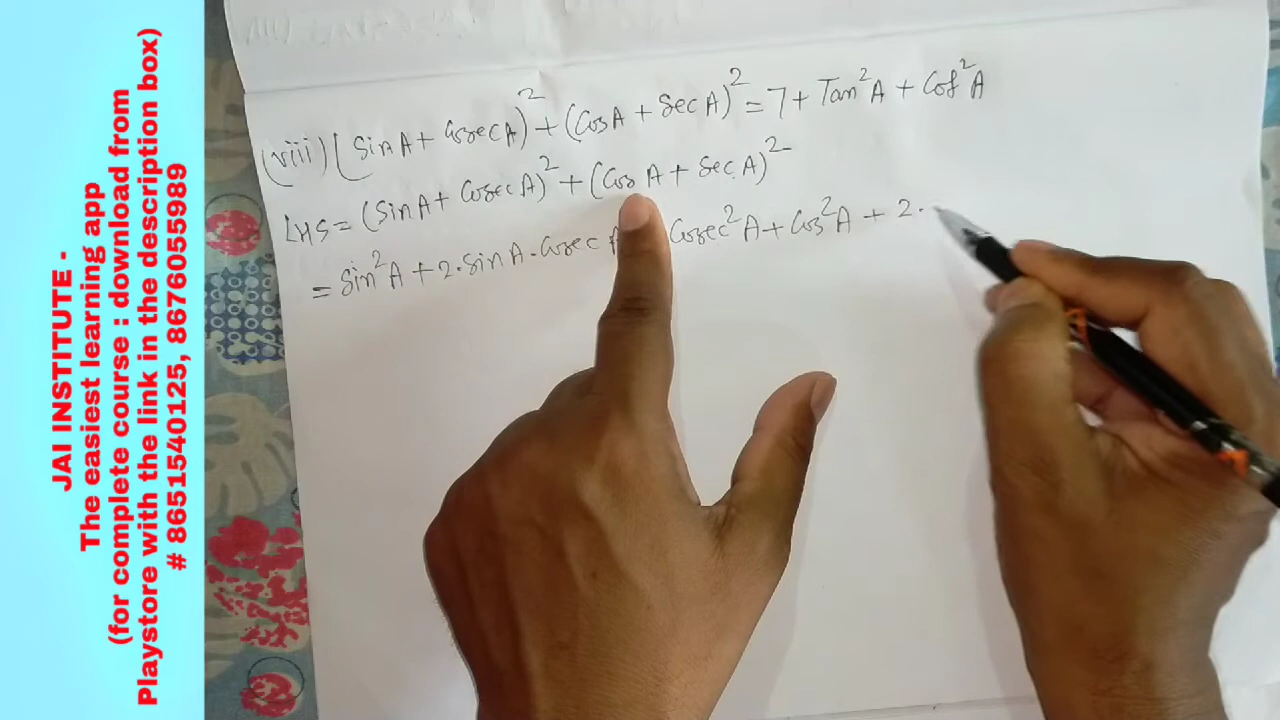 JAI INSTITUTE -
The easiest learning app
(for complete course : download from
Playstore with the link in the description box)
# 8651540125, 8676055989
(viii) (sin A + cosec A)² + (cos A + sec A)² = 7 + Tan²A + Cot²A
LHS = (sin A + cosec A)² + (cos A + sec A)²
= sin²A + 2. sin A . cosec A cosec²A + cos²A + 2.